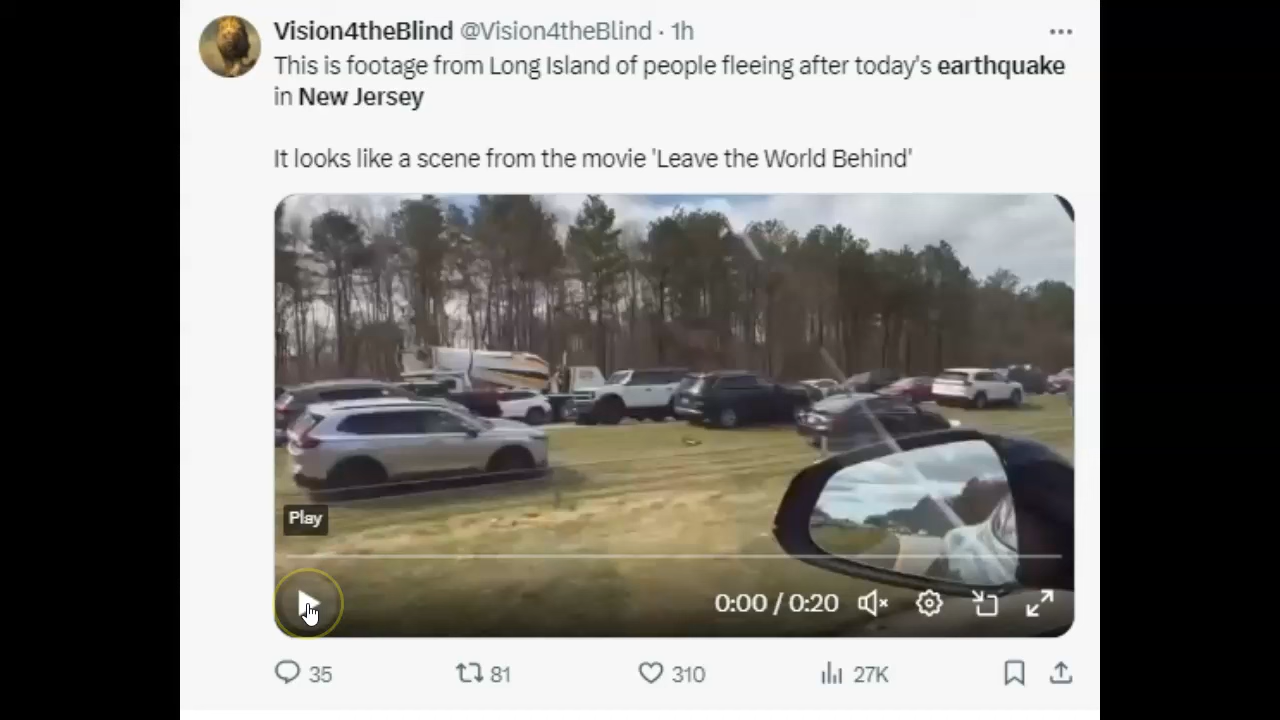 Vision4theBlind @Vision4theBlind · 1h
This is footage from Long Island of people fleeing after today's earthquake
in New Jersey
It looks like a scene from the movie 'Leave the World Behind'
Play
0:00 / 0:20
35 81 310 27K